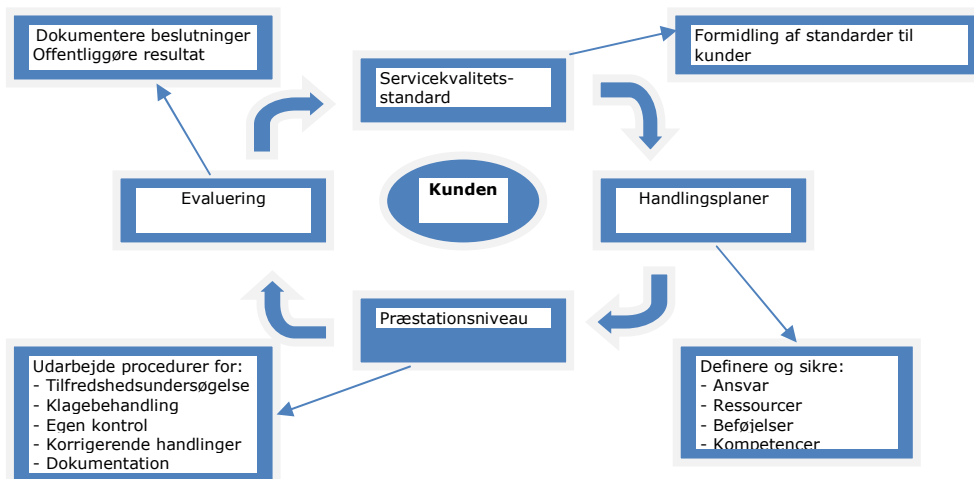 Dokumentere beslutninger
Offentliggøre resultat
Servicekvalitets-
standard
Formidling af standarder til
kunder
Evaluering
Kunden
Handlingsplaner
Præstationsniveau
Udarbejde procedurer for:
- Tilfredshedsundersøgelse
- Klagebehandling
- Egen kontrol
- Korrigerende handlinger
- Dokumentation
Definere og sikre:
- Ansvar
- Ressourcer
- Beføjelser
- Kompetencer